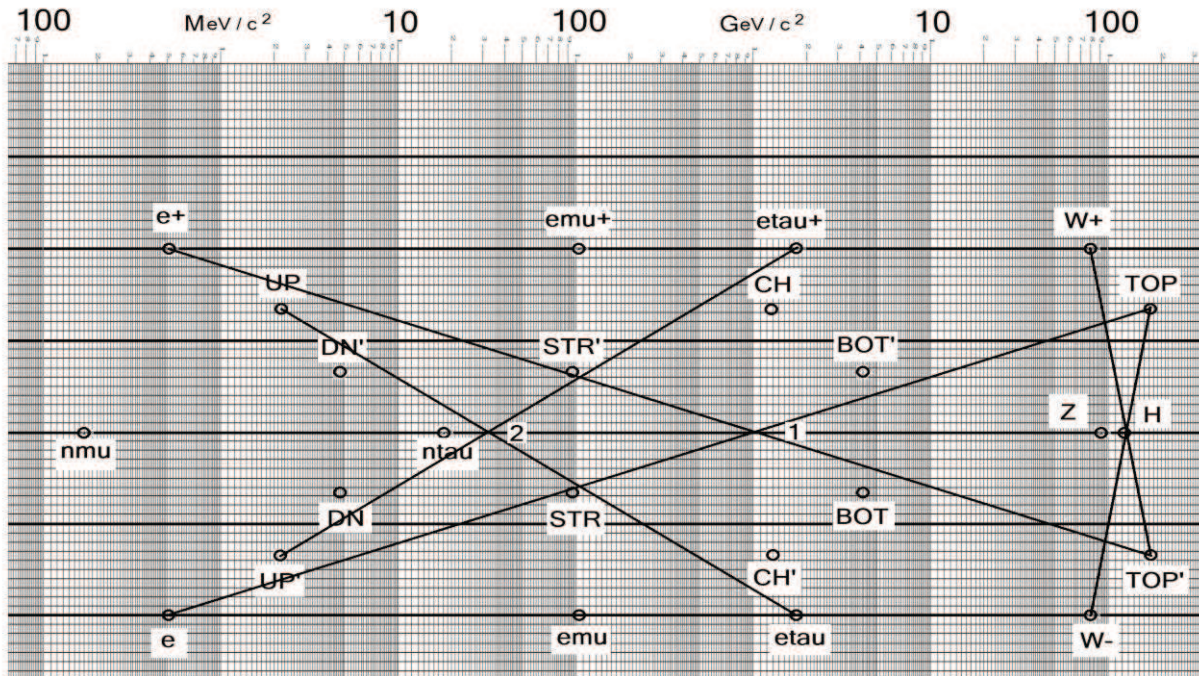 100 MeV / c² 10 100 GeV / c² 10 100
e+ emu+ etau+ W+
UP CH TOP
DN' STR' BOT'
Z H
nmu ntau 2 1
DN STR BOT
UP' CH' TOP'
e emu etau W-